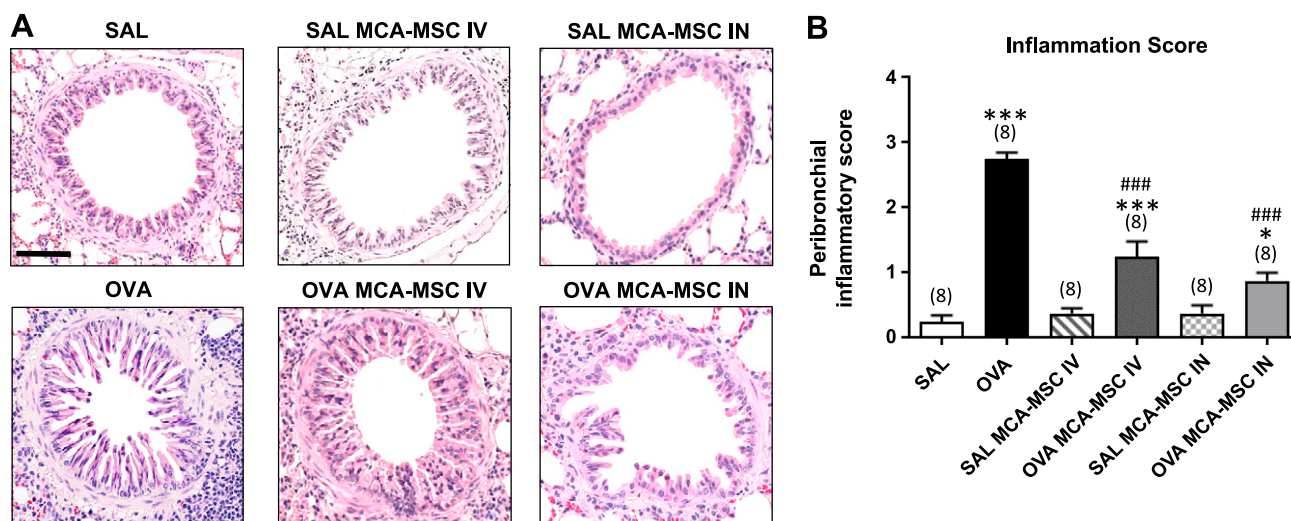 A
SAL
SAL MCA-MSC IV
SAL MCA-MSC IN
OVA
OVA MCA-MSC IV
OVA MCA-MSC IN
B
Inflammation Score
Peribronchial
inflammatory score
4
3
2
1
0
(8)
***
(8)
(8)
###
***
(8)
(8)
###
*
(8)
SAL
OVA
SAL MCA-MSC IV
OVA MCA-MSC IV
SAL MCA-MSC IN
OVA MCA-MSC IN